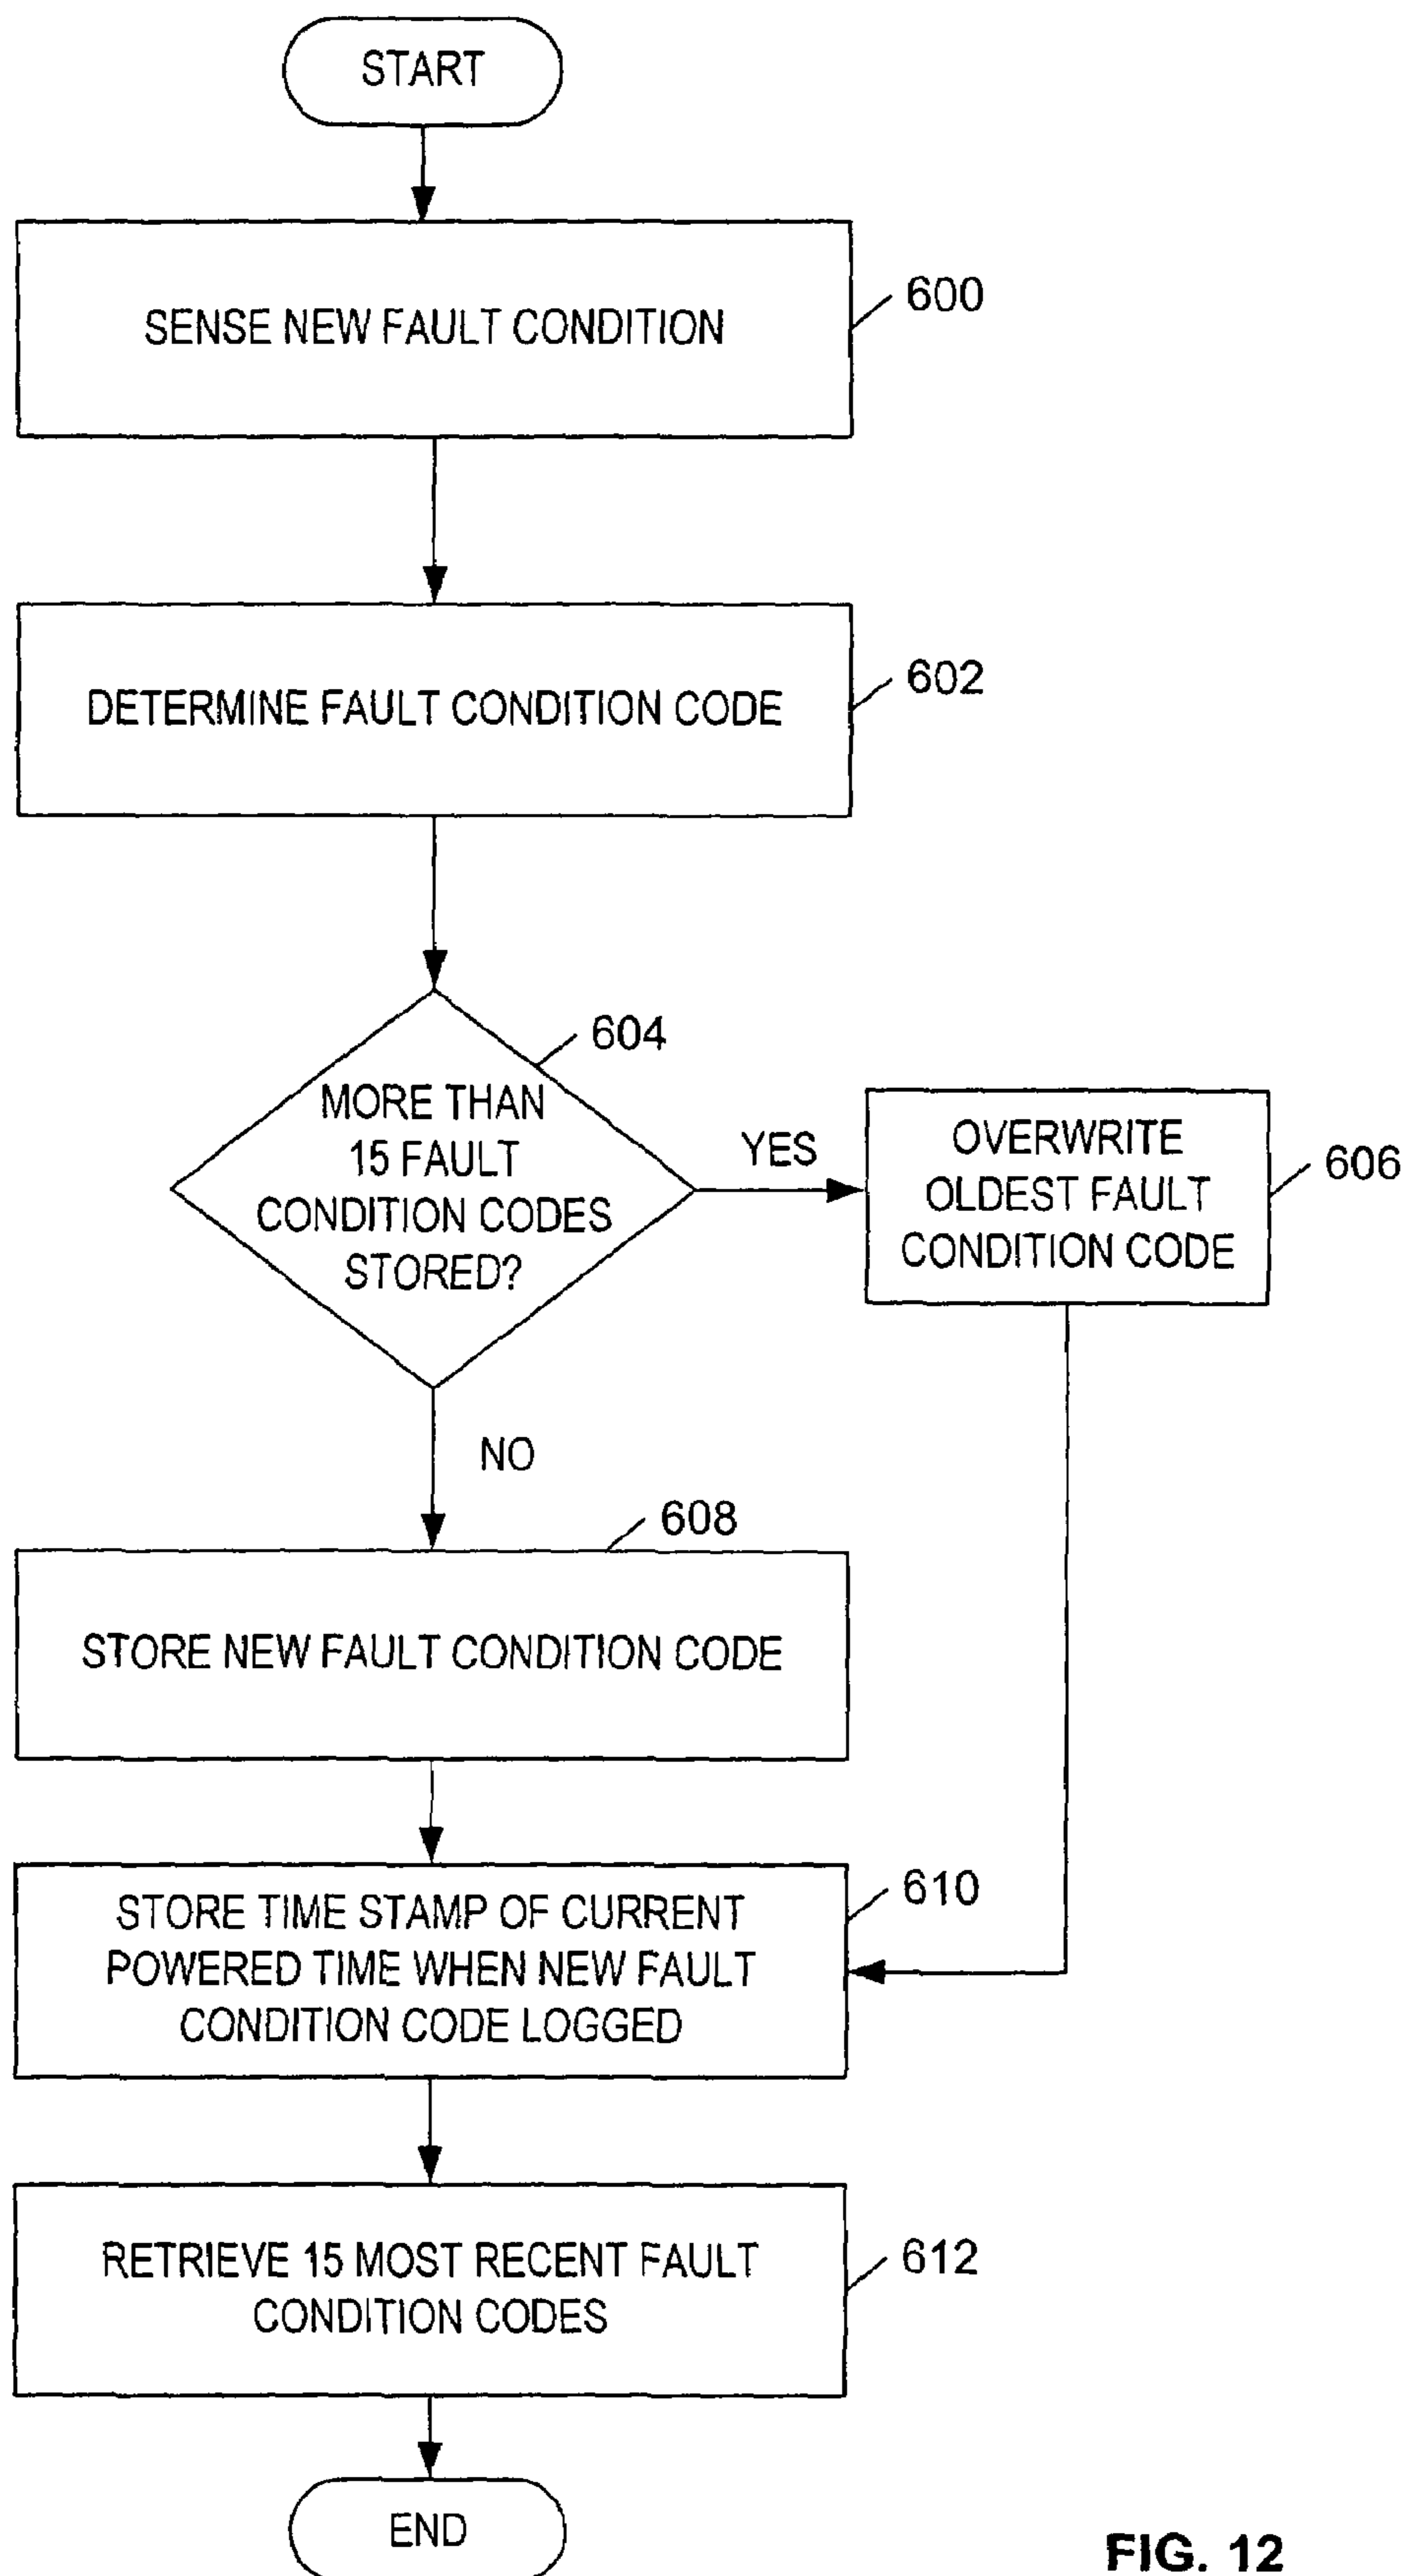 START
SENSE NEW FAULT CONDITION
600
DETERMINE FAULT CONDITION CODE
602
604
MORE THAN
15 FAULT
CONDITION CODES
STORED?
YES
OVERWRITE
OLDEST FAULT
CONDITION CODE
606
NO
608
STORE NEW FAULT CONDITION CODE
STORE TIME STAMP OF CURRENT
POWERED TIME WHEN NEW FAULT
CONDITION CODE LOGGED
610
RETRIEVE 15 MOST RECENT FAULT
CONDITION CODES
612
END
FIG. 12